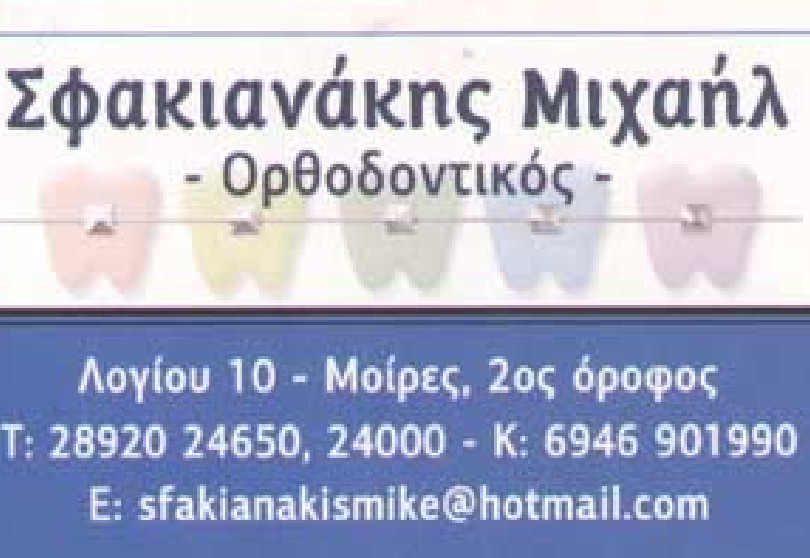 Σφακιανάκης Μιχαήλ
- Ορθοδοντικός -
Λογίου 10 - Μοίρες, 2ος όροφος
Τ: 28920 24650, 24000 - Κ: 6946 901990
E: sfakianakismike@hotmail.com